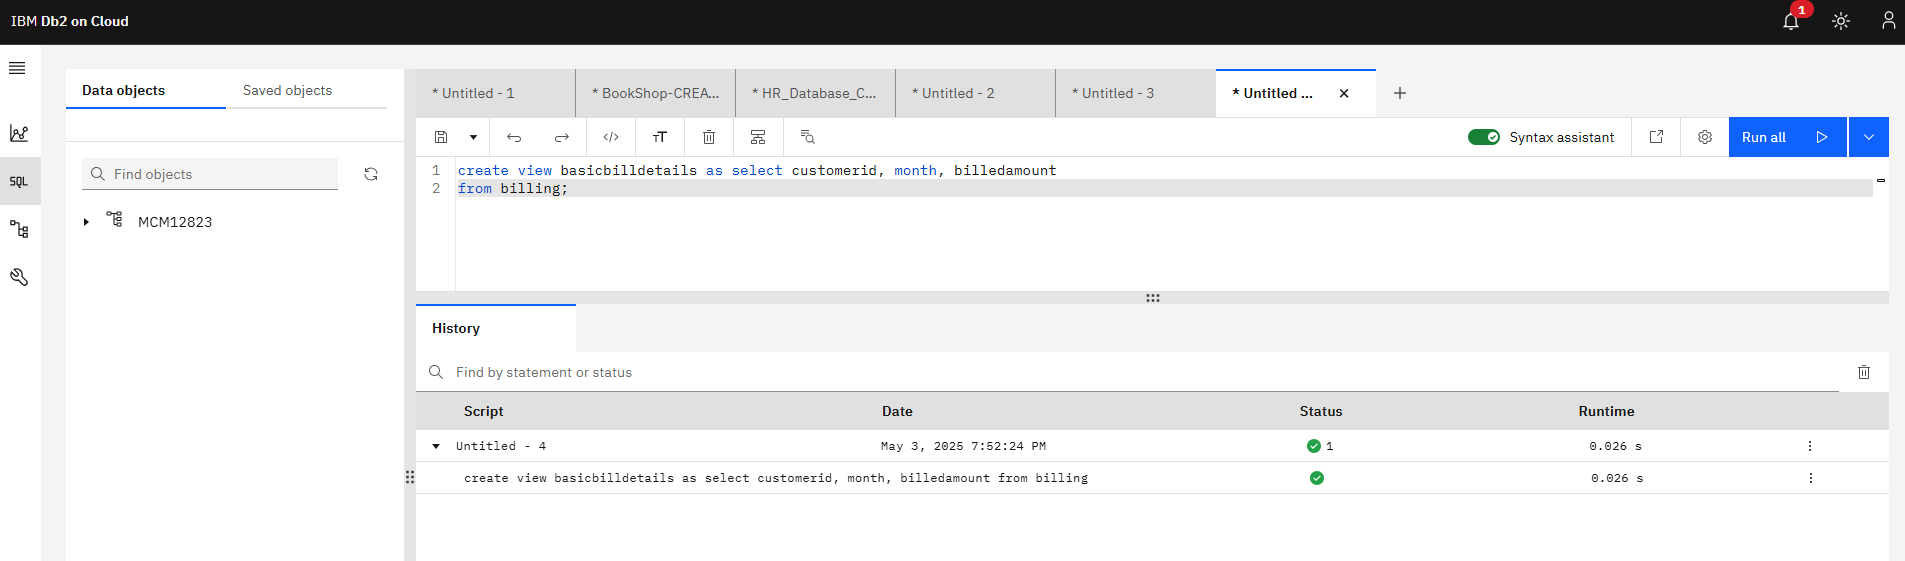 IBM Db2 on Cloud
1
Data objects
Saved objects
* Untitled - 1
* BookShop-CREA...
* HR_Database_C...
* Untitled - 2
* Untitled - 3
* Untitled ...
Syntax assistant
Run all
Find objects
SQL
MCM12823
1 create view basicbilldetails as select customerid, month, billedamount
2 from billing;
History
Find by statement or status
Script Date Status Runtime
Untitled - 4 May 3, 2025 7:52:24 PM 1 0.026 s
create view basicbilldetails as select customerid, month, billedamount from billing 0.026 s